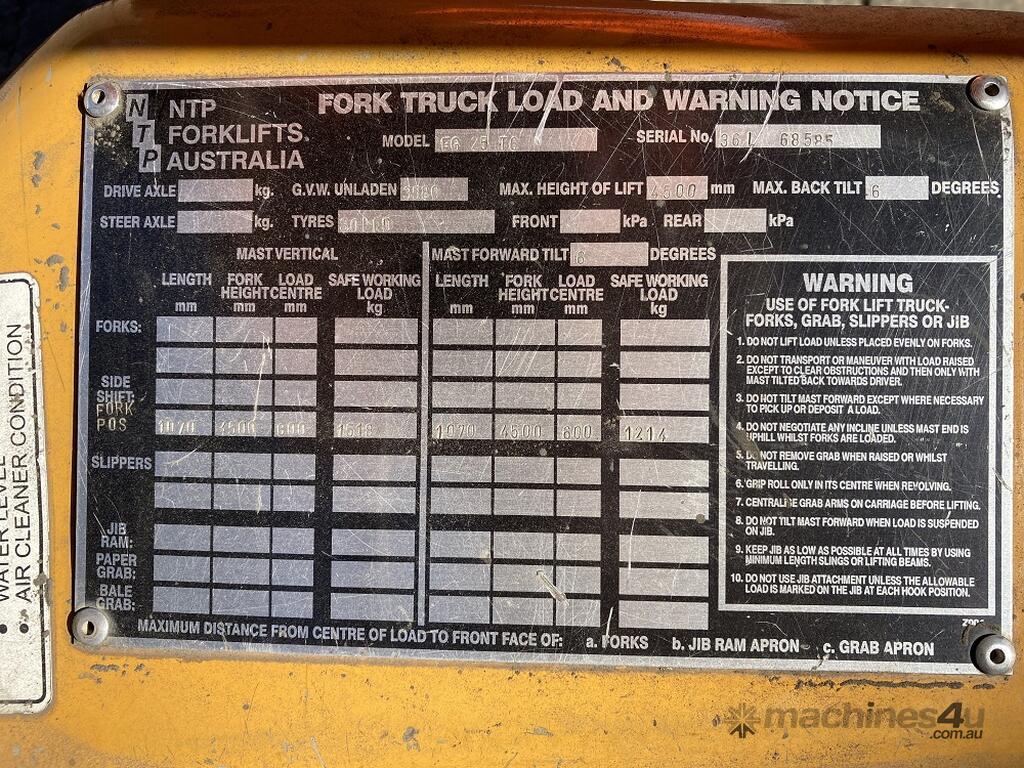 NTP
NTP
FORKLIFTS.
AUSTRALIA
FORK TRUCK LOAD AND WARNING NOTICE
MODEL 25 TC SERIAL No. 36L 68585
DRIVE AXLE kg. G.V.W. UNLADEN MAX. HEIGHT OF LIFT 4500 mm MAX. BACK TILT 6 DEGREES
STEER AXLE kg. TYRES SOLID FRONT kPa REAR kPa
MAST VERTICAL MAST FORWARD TILT 6 DEGREES
LENGTH mm FORK HEIGHT mm LOAD CENTRE mm SAFE WORKING LOAD kg LENGTH mm FORK HEIGHT mm LOAD CENTRE mm SAFE WORKING LOAD kg
FORKS:
SIDE SHIFT:
FORK POS 1070 4500 600 1070 4500 600 1214
SLIPPERS
JIB RAM:
PAPER GRAB:
BALE GRAB:
MAXIMUM DISTANCE FROM CENTRE OF LOAD TO FRONT FACE OF: a. FORKS b. JIB RAM APRON c. GRAB APRON
WARNING
USE OF FORK LIFT TRUCK-
FORKS, GRAB, SLIPPERS OR JIB
1. DO NOT LIFT LOAD UNLESS PLACED EVENLY ON FORKS.
2. DO NOT TRANSPORT OR MANEUVER WITH LOAD RAISED
EXCEPT TO CLEAR OBSTRUCTIONS AND THEN ONLY WITH
MAST TILTED BACK TOWARDS DRIVER.
3. DO NOT TILT MAST FORWARD EXCEPT WHERE NECESSARY
TO PICK UP OR DEPOSIT A LOAD.
4. DO NOT NEGOTIATE ANY INCLINE UNLESS MAST END IS
UPHILL WHILST FORKS ARE LOADED.
5. DO NOT REMOVE GRAB WHEN RAISED OR WHILST
TRAVELLING.
6. GRIP ROLL ONLY IN ITS CENTRE WHEN REVOLVING.
7. CENTRALISE GRAB ARMS ON CARRIAGE BEFORE LIFTING.
8. DO NOT TILT MAST FORWARD WHEN LOAD IS SUSPENDED
ON JIB.
9. KEEP JIB AS LOW AS POSSIBLE AT ALL TIMES BY USING
MINIMUM LENGTH SLINGS OR LIFTING BEAMS.
10. DO NOT USE JIB ATTACHMENT UNLESS THE ALLOWABLE
LOAD IS MARKED ON THE JIB AT EACH HOOK POSITION.
WATER LEVEL
• AIR CLEANER CONDITION
machines4u
.com.au